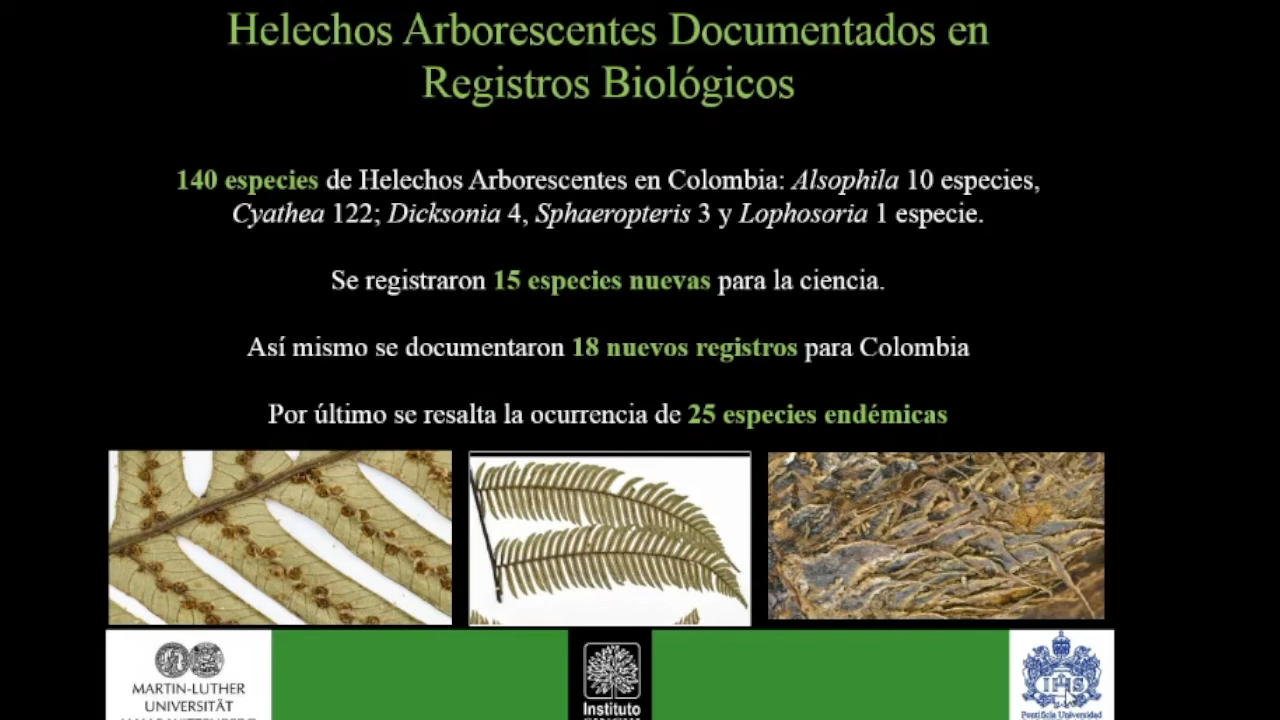 Helechos Arborescentes Documentados en
Registros Biológicos
140 especies de Helechos Arborescentes en Colombia: Alsophila 10 especies,
Cyathea 122; Dicksonia 4, Sphaeropteris 3 y Lophosoria 1 especie.
Se registraron 15 especies nuevas para la ciencia.
Así mismo se documentaron 18 nuevos registros para Colombia
Por último se resalta la ocurrencia de 25 especies endémicas
MARTIN-LUTHER
UNIVERSITÄT
Instituto
IHS
Pontificia Universidad